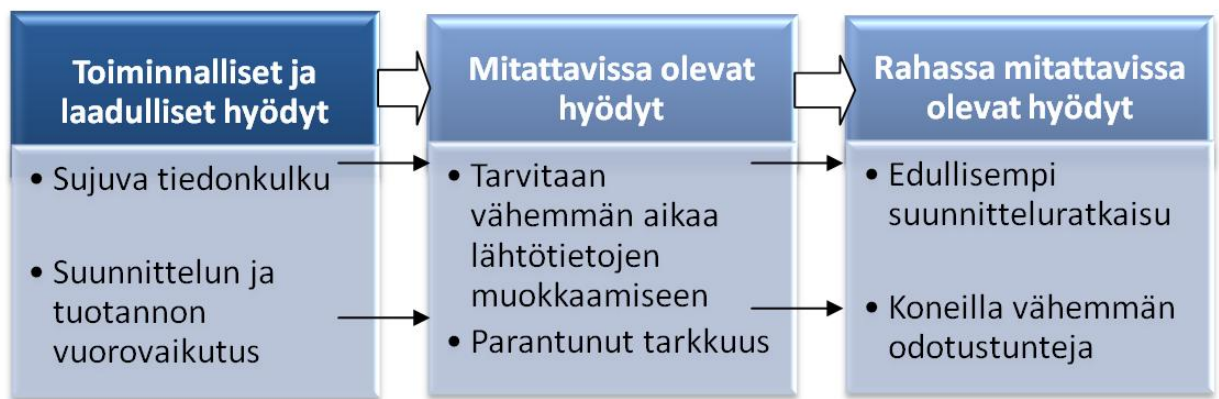 Toiminnalliset ja
laadulliset hyödyt
• Sujuva tiedonkulku
• Suunnittelun ja
tuotannon
vuorovaikutus
Mitattavissa olevat
hyödyt
• Tarvitaan
vähemmän aikaa
lähtötietojen
muokkaamiseen
• Parantunut tarkkuus
Rahassa mitattavissa
olevat hyödyt
• Edullisempi
suunnitteluratkaisu
• Koneilla vähemmän
odotustunteja